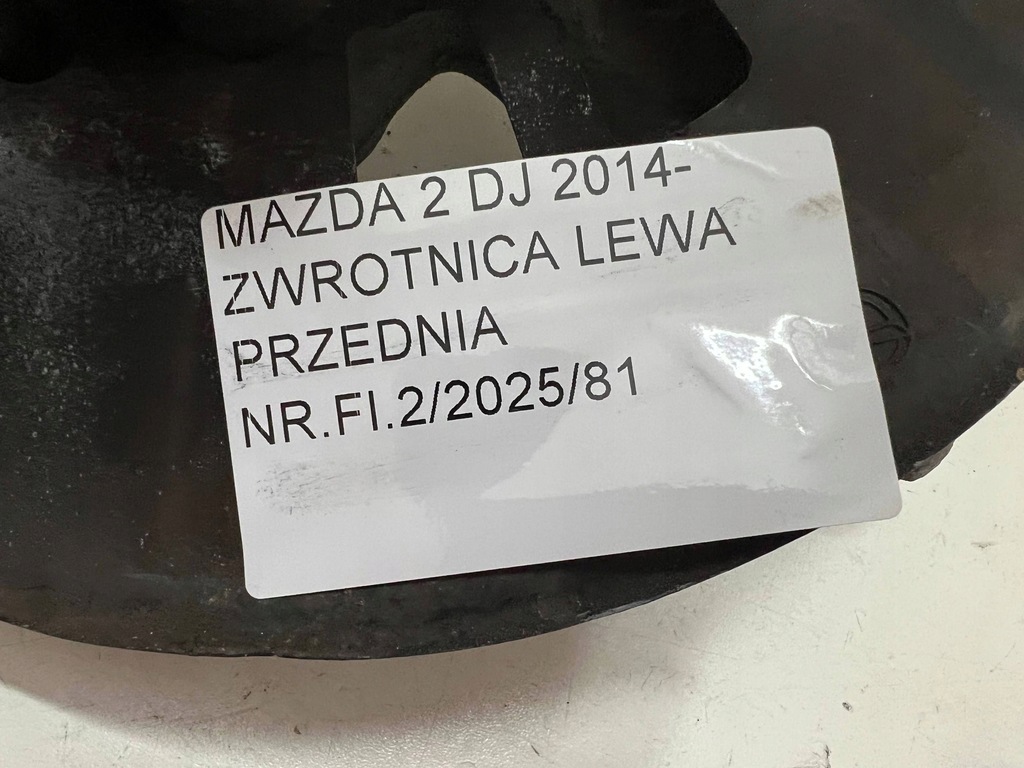 MAZDA 2 DJ 2014-
ZWROTNICA LEWA
PRZEDNIA
NR.FI.2/2025/81